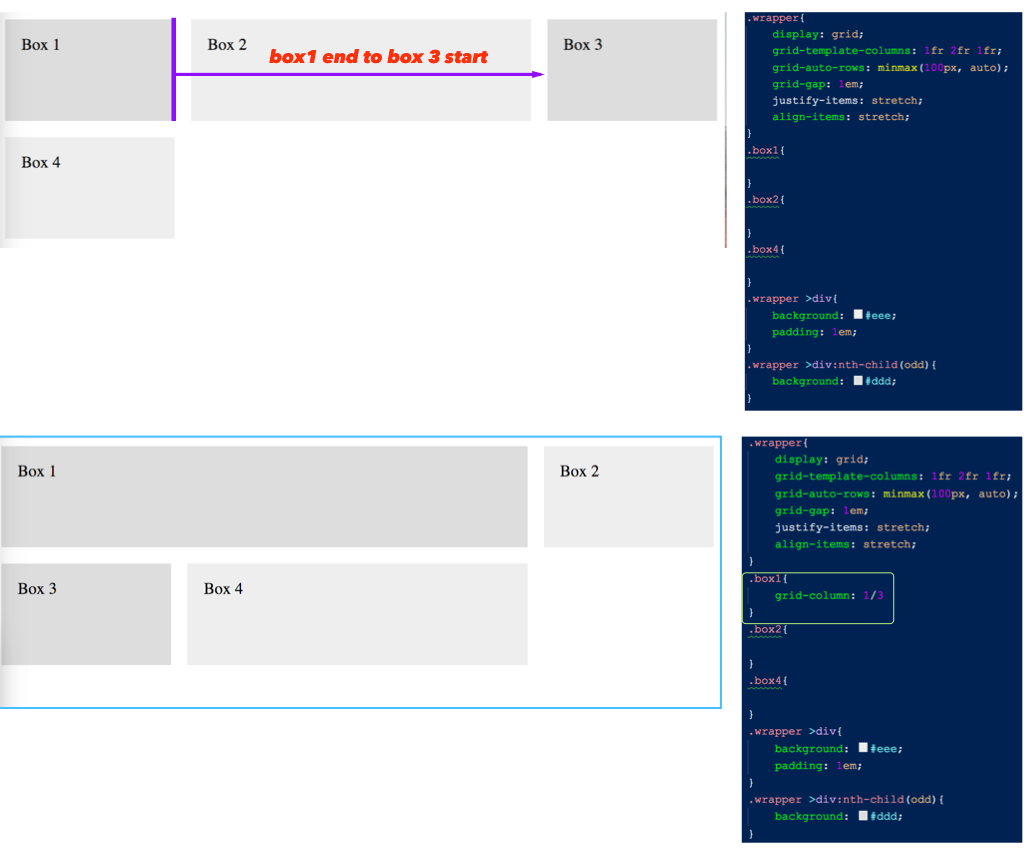 Box 1
Box 2
Box 3
box1 end to box 3 start
Box 4
.wrapper{
display: grid;
grid-template-columns: 1fr 2fr 1fr;
grid-auto-rows: minmax(100px, auto);
grid-gap: 1em;
justify-items: stretch;
align-items: stretch;
}
.box1{
}
.box2{
}
.box4{
}
.wrapper >div{
background: #eee;
padding: 1em;
}
.wrapper >div:nth-child(odd){
background: #ddd;
}
Box 1
Box 2
Box 3
Box 4
.wrapper{
display: grid;
grid-template-columns: 1fr 2fr 1fr;
grid-auto-rows: minmax(100px, auto);
grid-gap: 1em;
justify-items: stretch;
align-items: stretch;
}
.box1{
grid-column: 1/3
}
.box2{
}
.box4{
}
.wrapper >div{
background: #eee;
padding: 1em;
}
.wrapper >div:nth-child(odd){
background: #ddd;
}